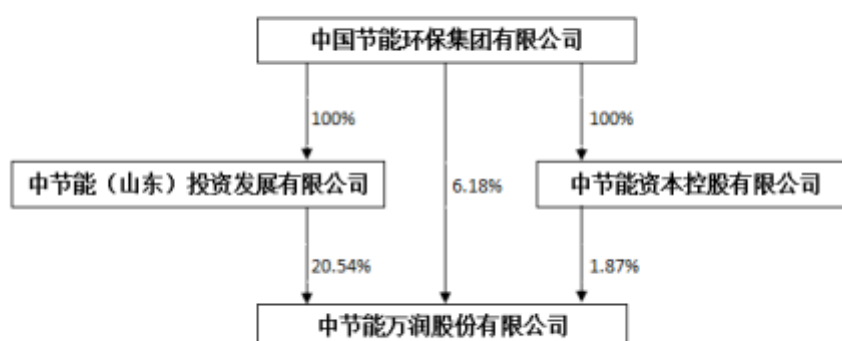 中国节能环保集团有限公司
100%
100%
中节能（山东）投资发展有限公司
6.18%
中节能资本控股有限公司
20.54%
1.87%
中节能万润股份有限公司